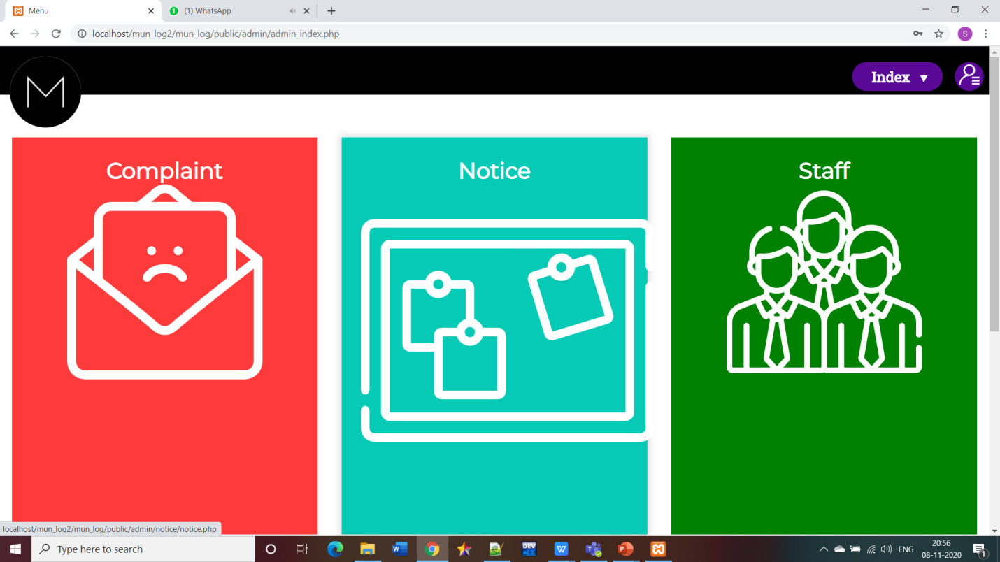 Menu
(1) WhatsApp
localhost/mun_log2/mun_log/public/admin/admin_index.php
S
M
Index ▼
Complaint
Notice
Staff
localhost/mun_log2/mun_log/public/admin/notice/notice.php
Type here to search
W
DEV
W
T
P
ENG
20:56
08-11-2020
1